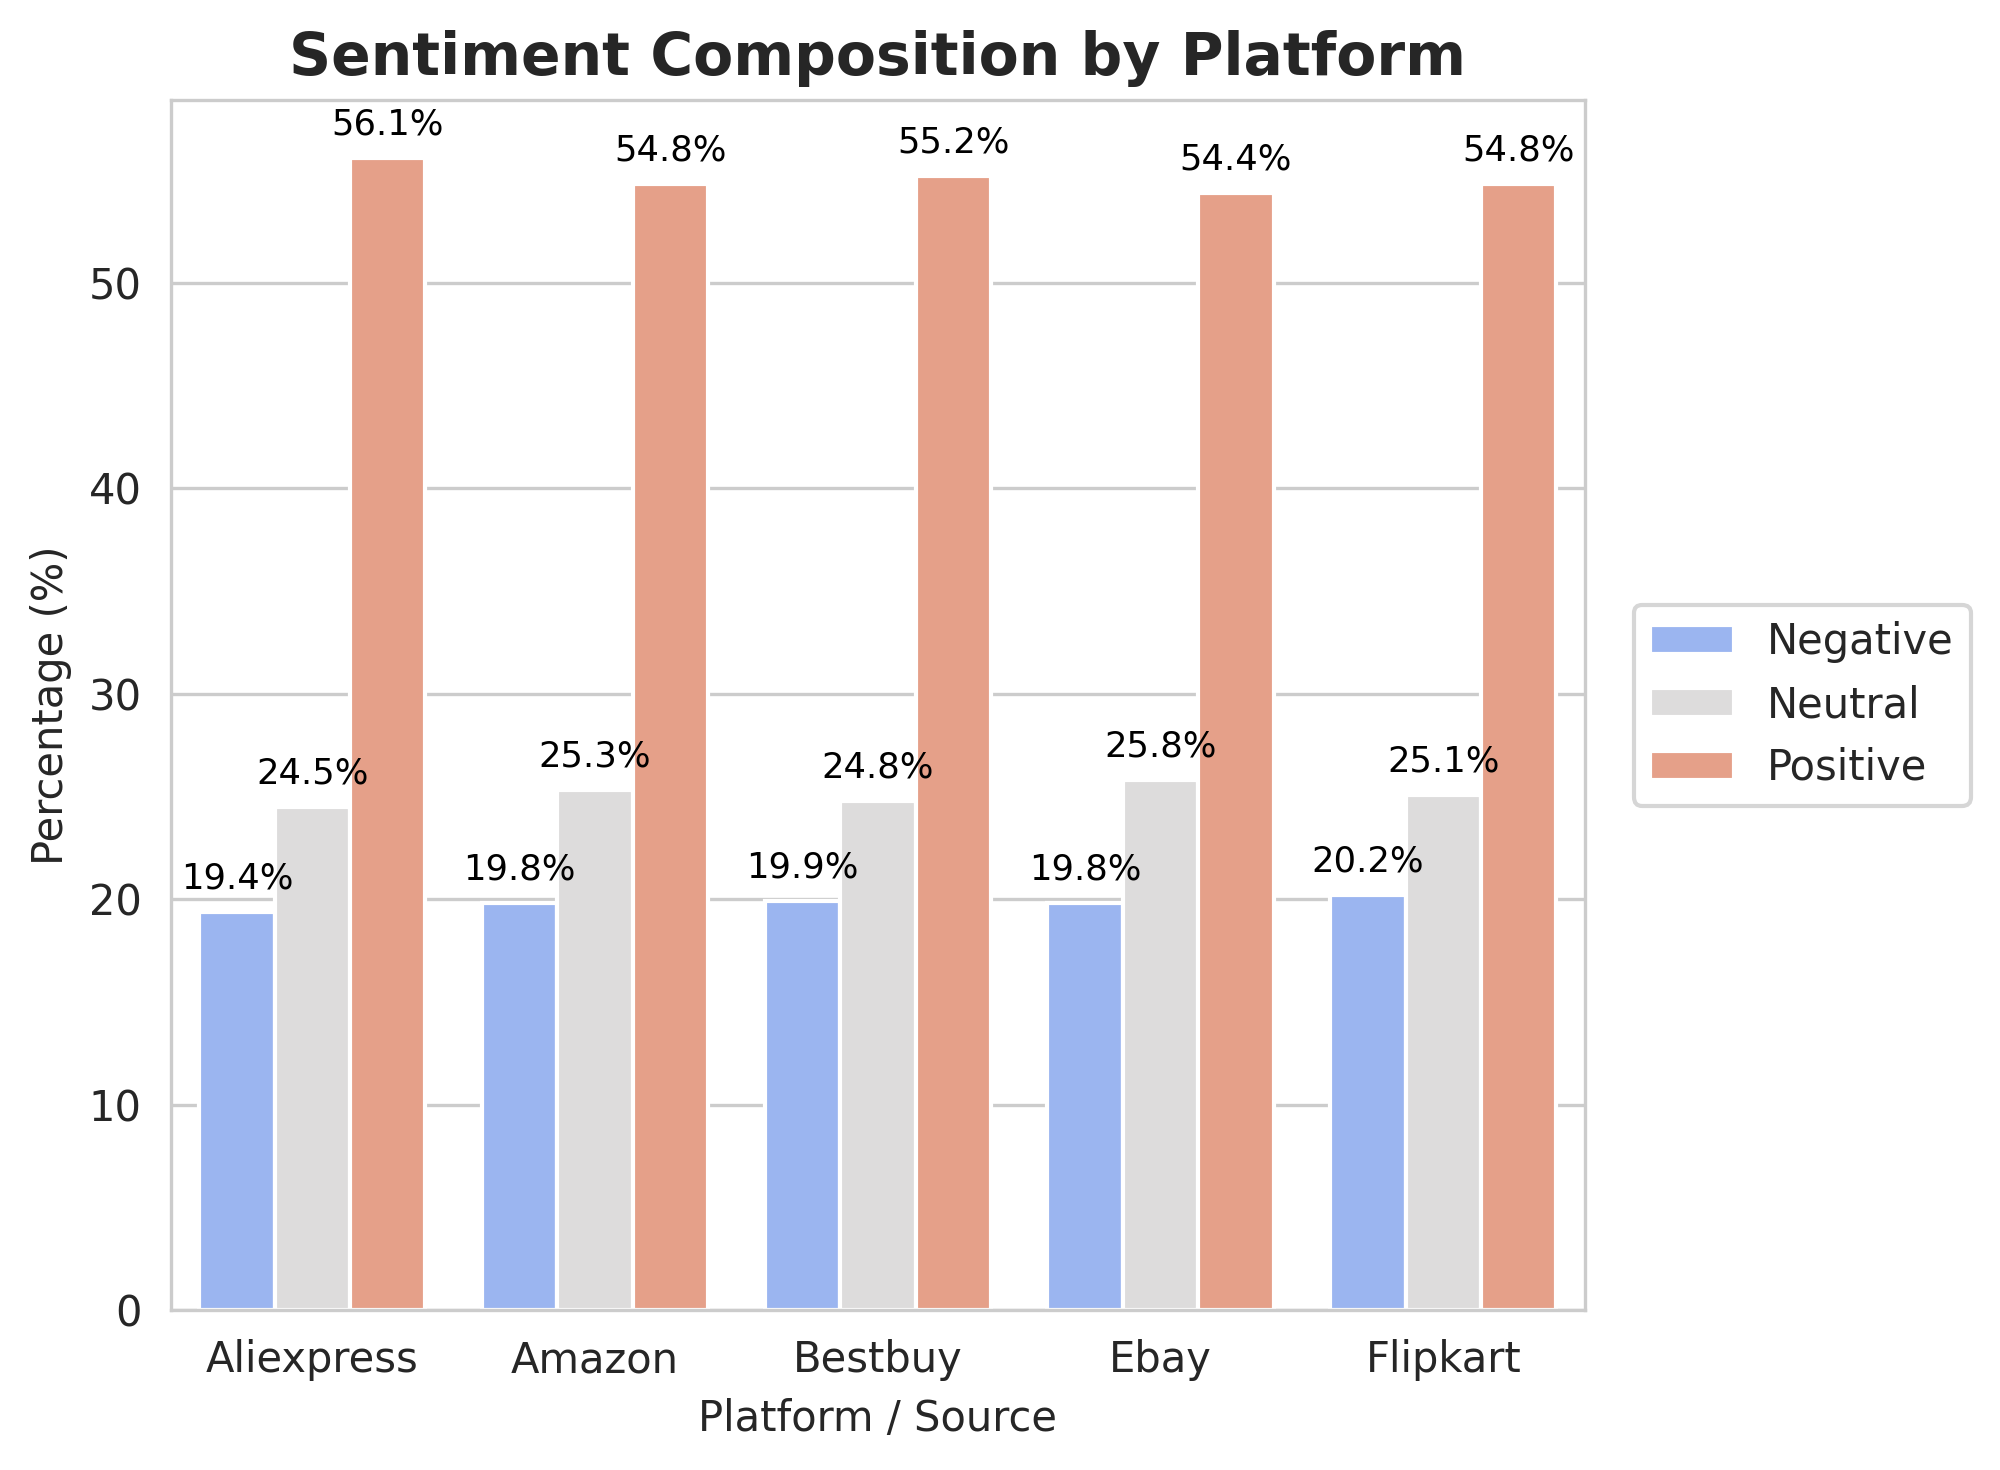 Sentiment Composition by Platform
56.1%
54.8%
55.2%
54.4%
54.8%
50
40
30
20
10
0
Percentage (%)
24.5%
25.3%
24.8%
25.8%
25.1%
19.4%
19.8%
19.9%
19.8%
20.2%
Negative
Neutral
Positive
Aliexpress
Amazon
Bestbuy
Ebay
Flipkart
Platform / Source